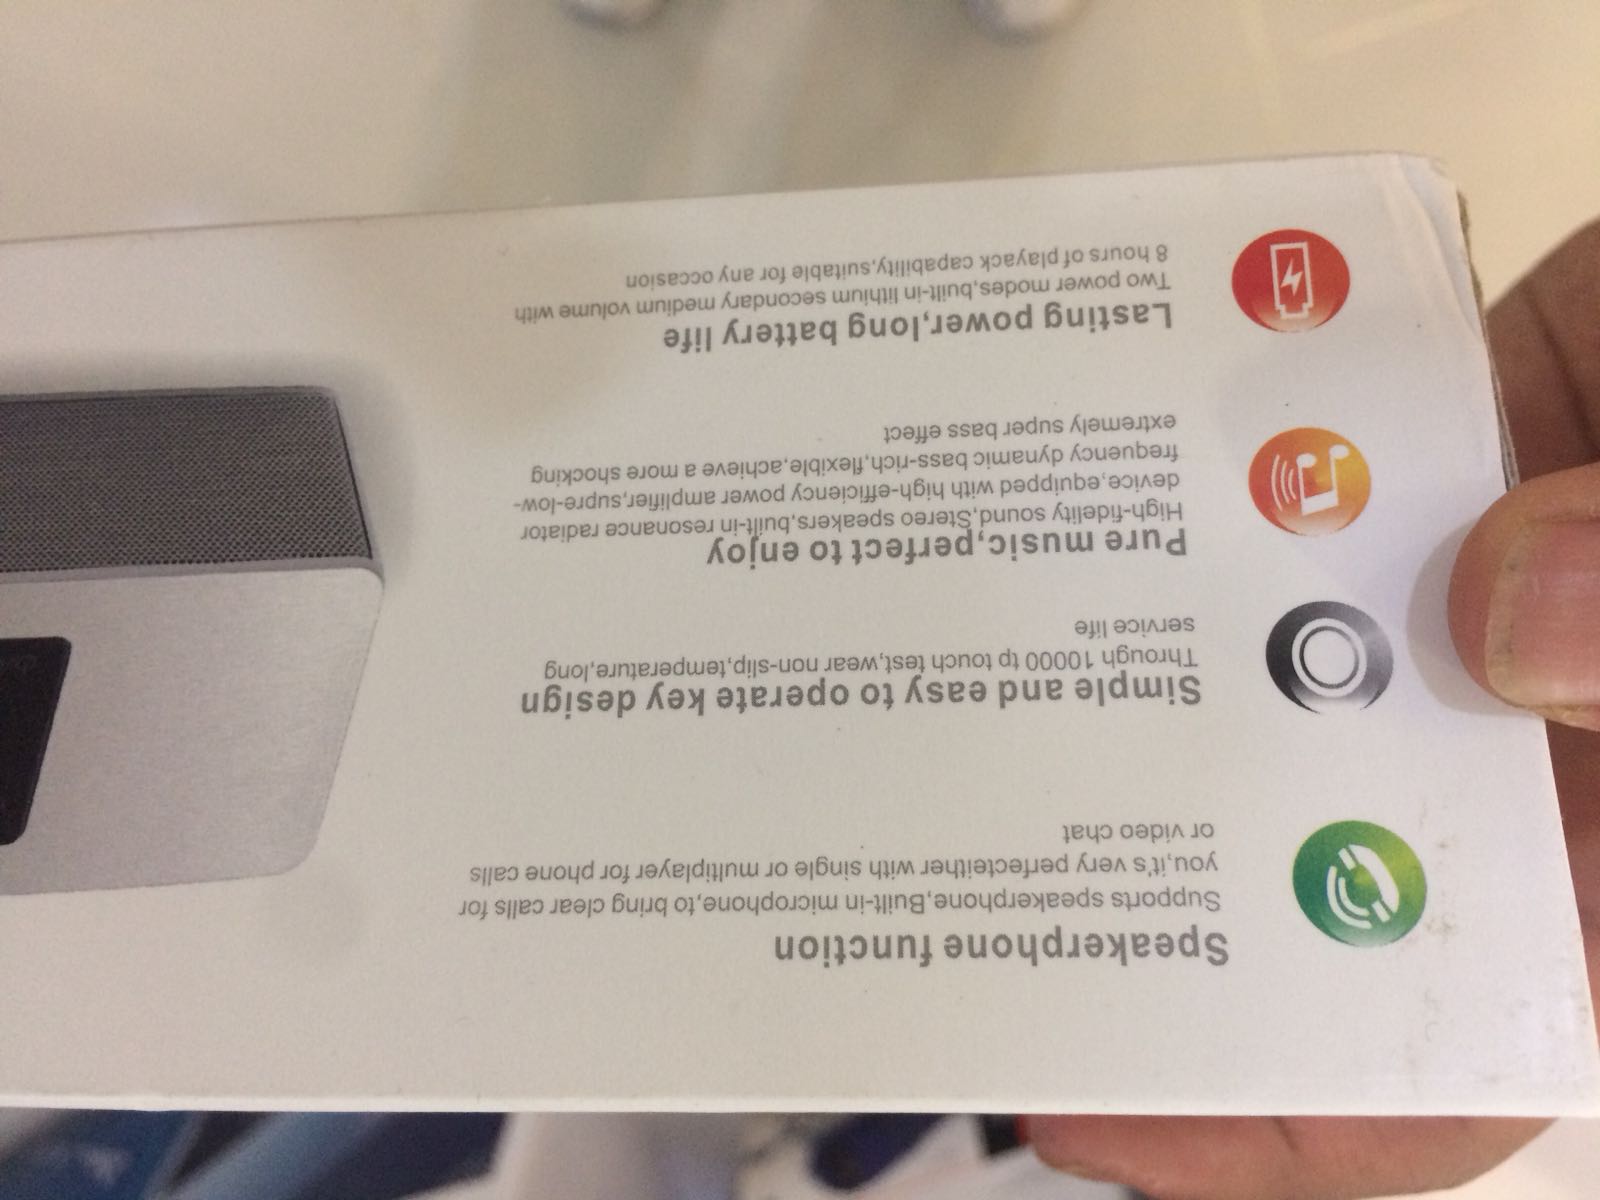 Speakerphone function
Supports speakerphone,Built-in microphone,to bring clear calls for
you,it's very perfecteither with single or multiplayer for phone calls
or video chat
Simple and easy to operate key design
Through 10000 tp touch test,wear non-slip,temperature,long
service life
Pure music,perfect to enjoy
High-fidelity sound,Stereo speakers,built-in resonance radiator
device,equipped with high-efficiency power amplifier,supre-low-
frequency dynamic bass-rich,flexible,achieve a more shocking
extremely super bass effect
Lasting power,long battery life
Two power modes,built-in lithium secondary medium volume with
8 hours of playack capability,suitable for any occasion